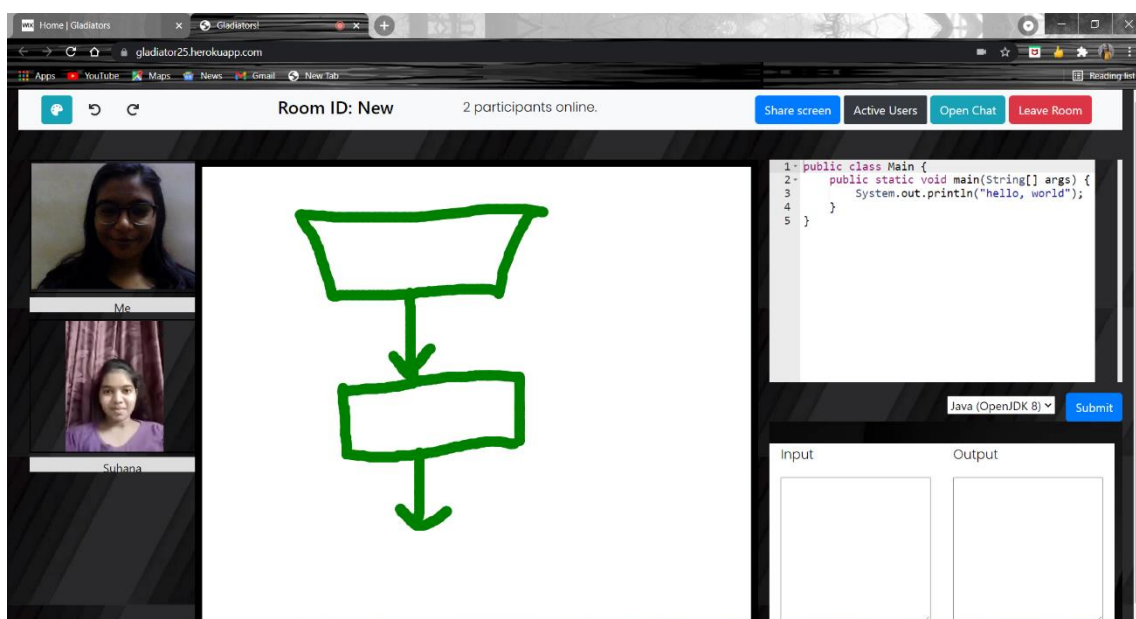 WIX Home | Gladiators
Gladiators!
gladiator25.herokuapp.com
Apps YouTube Maps News Gmail New Tab Reading list
Room ID: New 2 participants online. Share screen Active Users Open Chat Leave Room
Me
Suhana
1 public class Main {
2 public static void main(String[] args) {
3 System.out.println("hello, world");
4 }
5 }
Java (OpenJDK 8) Submit
Input Output